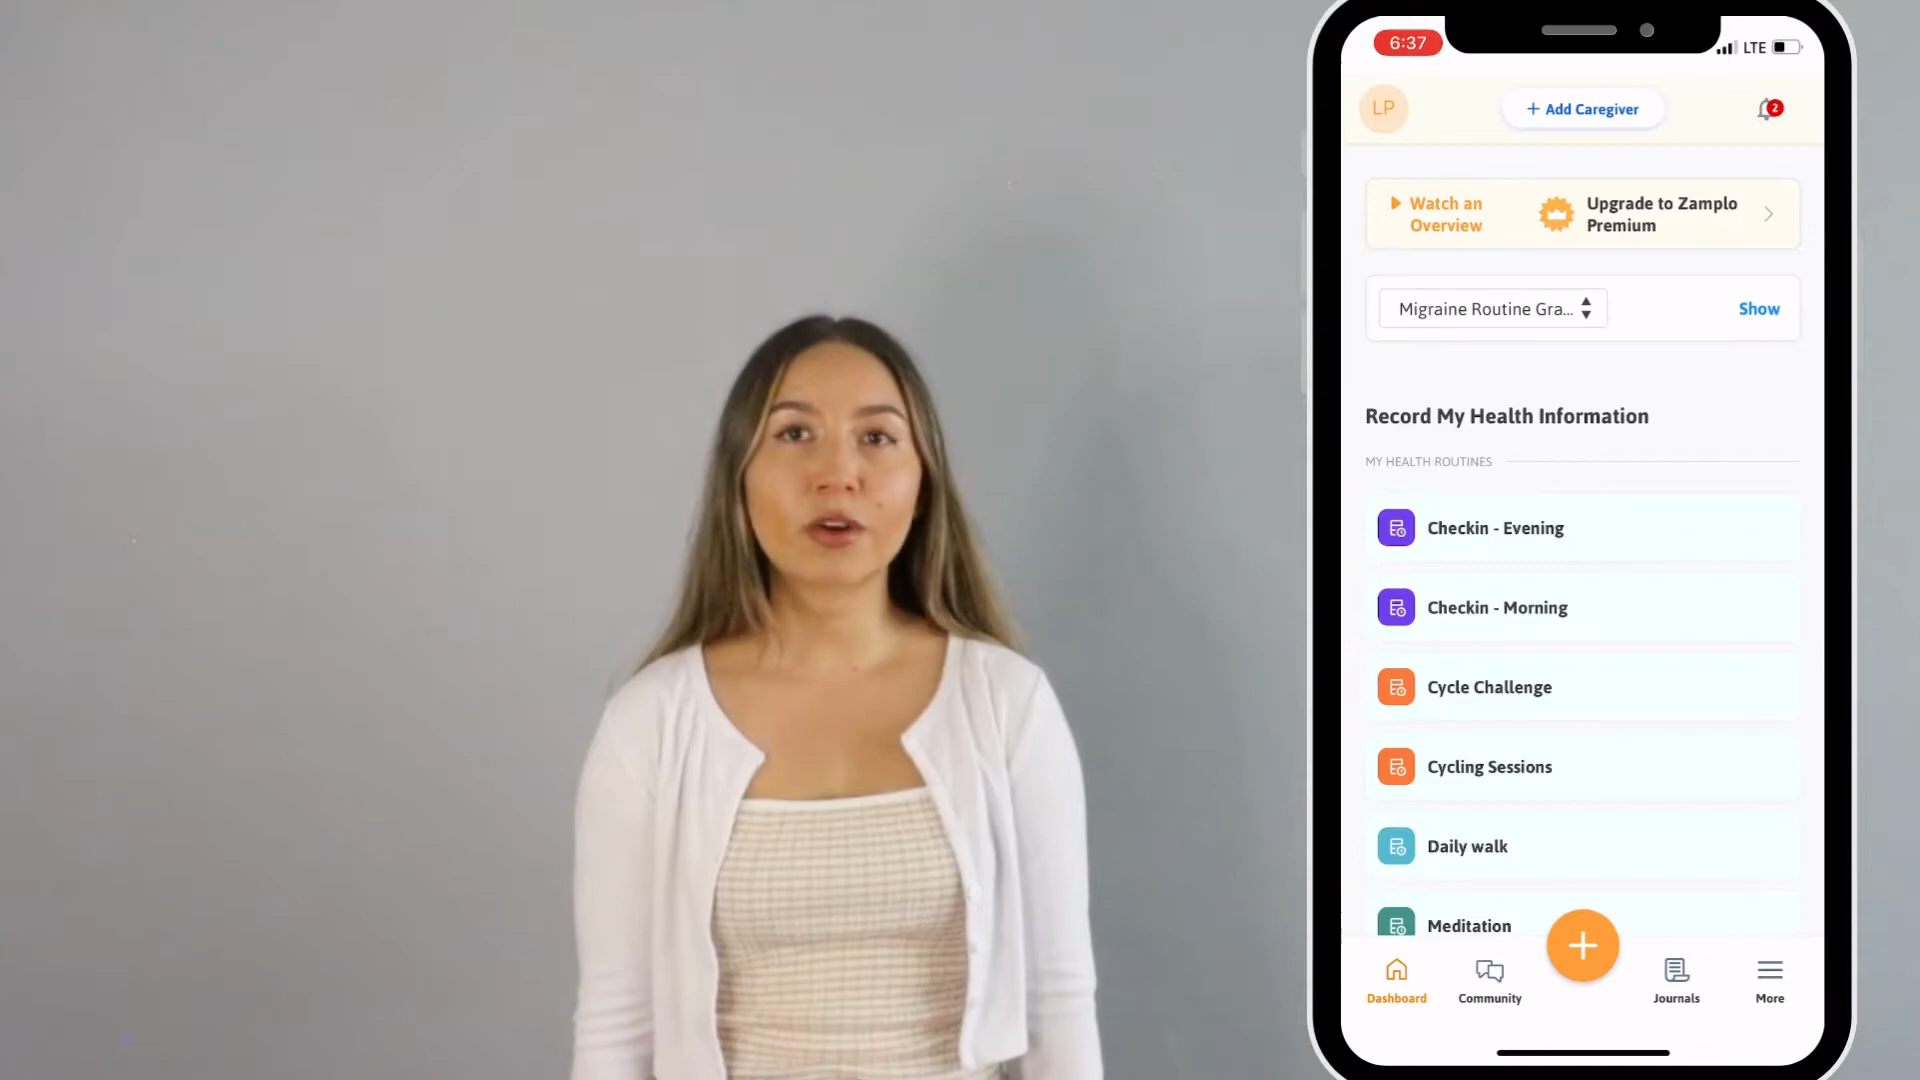 6:37
LTE
LP
+ Add Caregiver
2
Watch an
Overview
Upgrade to Zamplo
Premium
Migraine Routine Gra...
Show
Record My Health Information
MY HEALTH ROUTINES
Checkin - Evening
Checkin - Morning
Cycle Challenge
Cycling Sessions
Daily walk
Meditation
Dashboard
Community
Journals
More